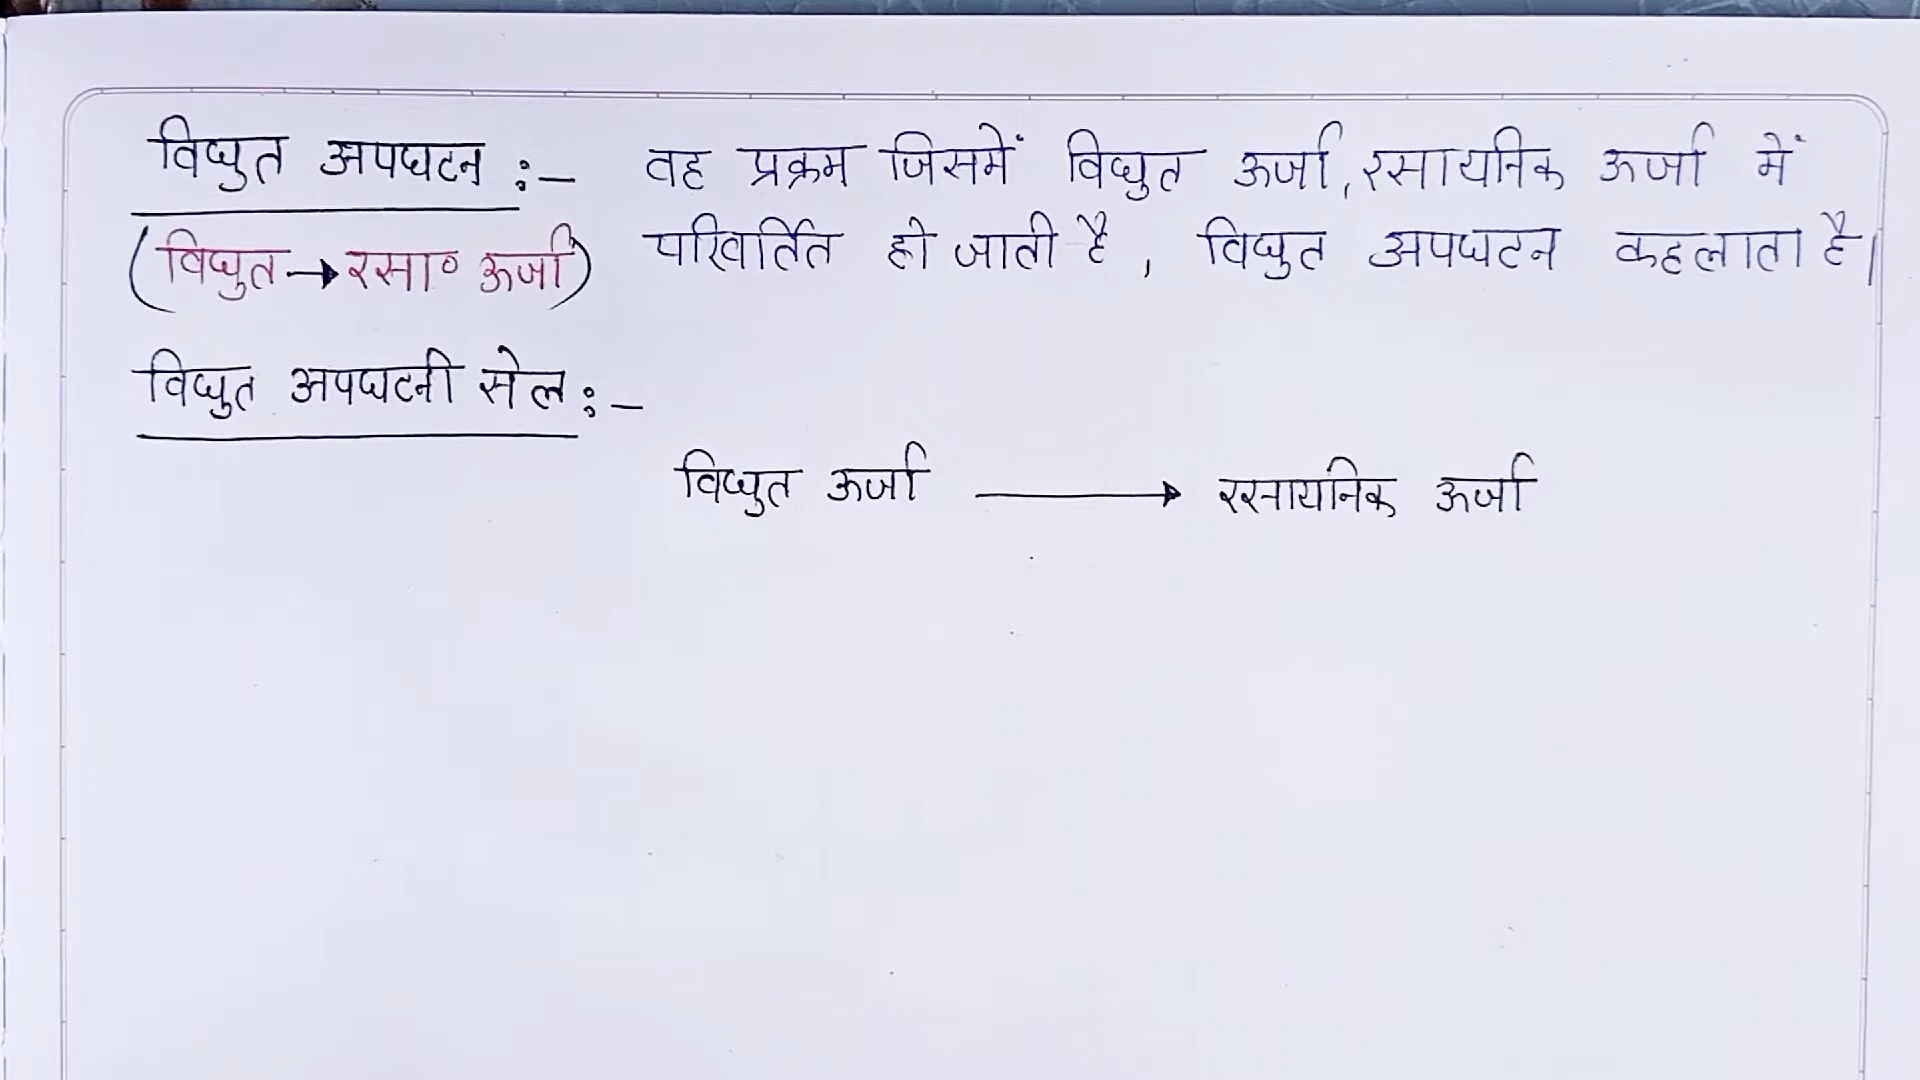 विधुत अपघटन :- वह प्रक्रम जिसमें विधुत ऊर्जा, रसायनिक ऊर्जा में
(विधुत → रसा० ऊर्जा) परिवर्तित हो जाती है, विधुत अपघटन कहलाता है।
विधुत अपघटनी सेल :-
विधुत ऊर्जा → रसायनिक ऊर्जा